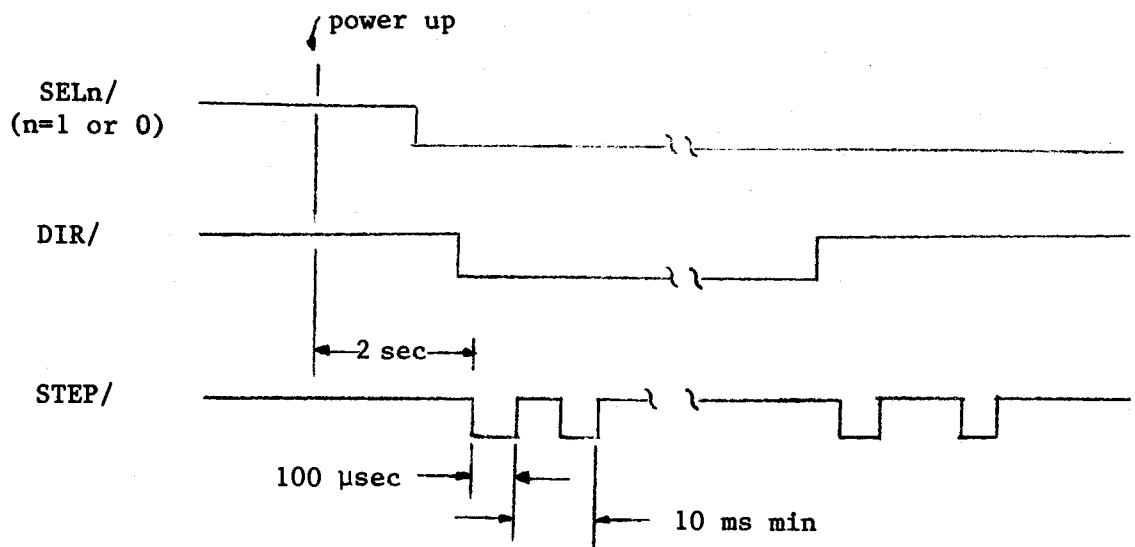 power up
SELn/
(n=1 or 0)
DIR/
2 sec
STEP/
100 µsec
10 ms min